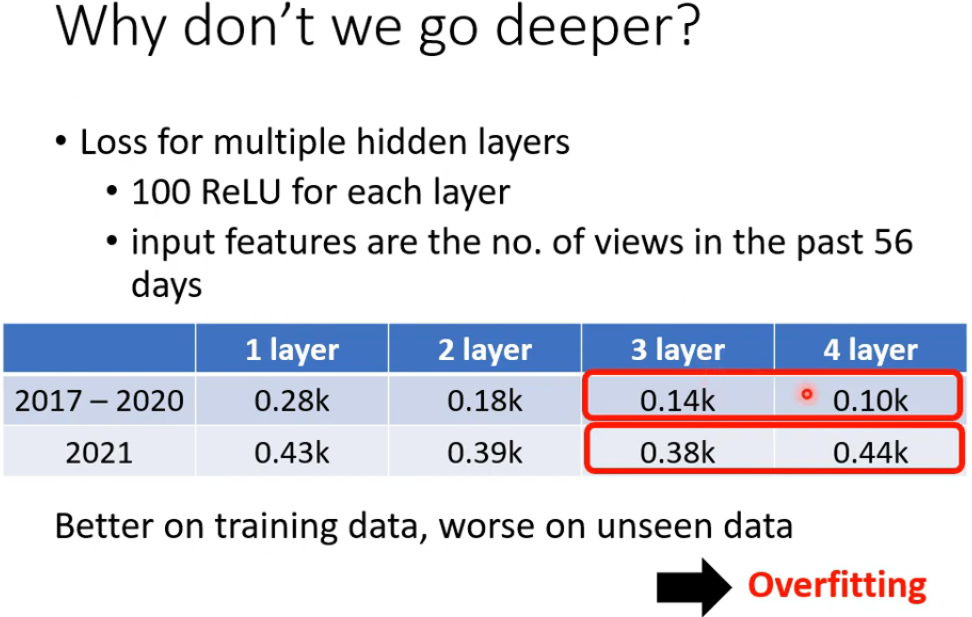 Why don't we go deeper?
• Loss for multiple hidden layers
• 100 ReLU for each layer
• input features are the no. of views in the past 56
days
1 layer 2 layer 3 layer 4 layer
2017 – 2020 0.28k 0.18k 0.14k 0.10k
2021 0.43k 0.39k 0.38k 0.44k
Better on training data, worse on unseen data
Overfitting